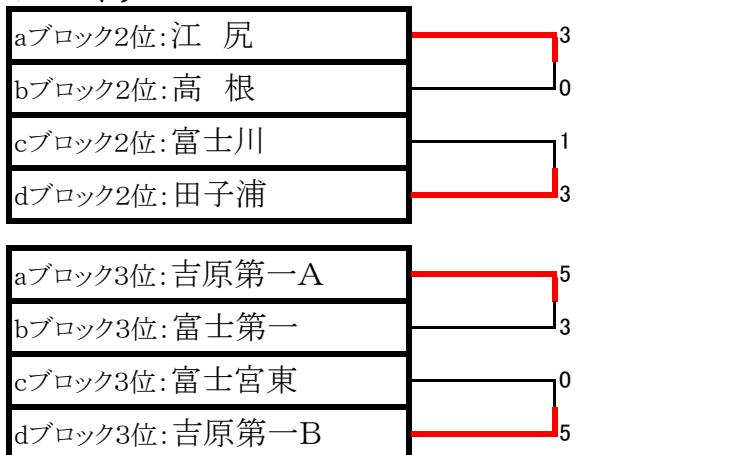 aブロック2位:江 尻 3
bブロック2位:高 根 0
cブロック2位:富士川 1
dブロック2位:田子浦 3
aブロック3位:吉原第一A 5
bブロック3位:富士第一 3
cブロック3位:富士宮東 0
dブロック3位:吉原第一B 5